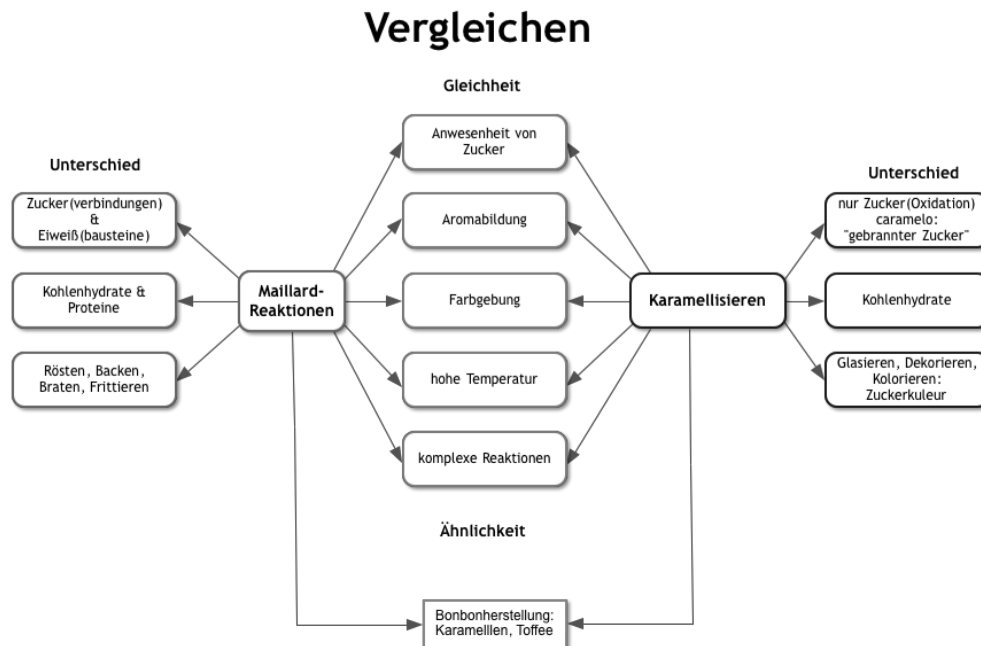 Vergleichen
Gleichheit
Anwesenheit von
Zucker
Unterschied
Unterschied
Zucker(verbindungen)
&
Eiweiß(bausteine)
Aromabildung
nur Zucker(Oxidation)
caramelo:
"gebrannter Zucker"
Kohlenhydrate &
Proteine
Maillard-
Reaktionen
Farbgebung
Karamellisieren
Kohlenhydrate
Rösten, Backen,
Braten, Frittieren
hohe Temperatur
Glasieren, Dekorieren,
Kolorieren:
Zuckerkuleur
komplexe Reaktionen
Ähnlichkeit
Bonbonherstellung:
Karamelllen, Toffee